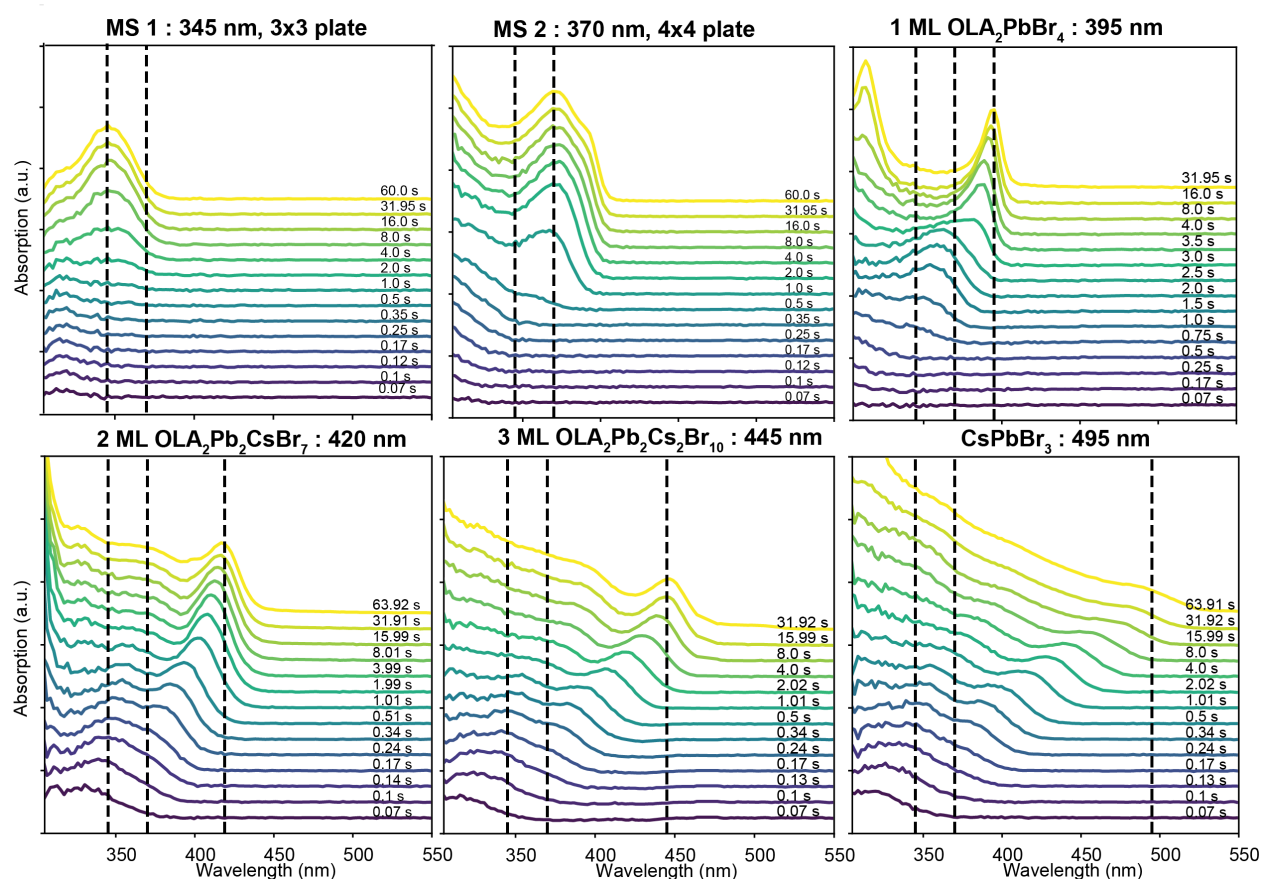 MS 1 : 345 nm, 3x3 plate
MS 2 : 370 nm, 4x4 plate
1 ML OLA₂PbBr₄ : 395 nm
Absorption (a.u.)
60.0 s
31.95 s
16.0 s
8.0 s
4.0 s
2.0 s
1.0 s
0.5 s
0.35 s
0.25 s
0.17 s
0.12 s
0.1 s
0.07 s
60.0 s
31.95 s
16.0 s
8.0 s
4.0 s
2.0 s
1.0 s
0.5 s
0.35 s
0.25 s
0.17 s
0.12 s
0.1 s
0.07 s
31.95 s
16.0 s
8.0 s
4.0 s
3.5 s
3.0 s
2.5 s
2.0 s
1.5 s
1.0 s
0.75 s
0.5 s
0.25 s
0.17 s
0.07 s
2 ML OLA₂Pb₂CsBr₇ : 420 nm
3 ML OLA₂Pb₂Cs₂Br₁₀ : 445 nm
CsPbBr₃ : 495 nm
Absorption (a.u.)
63.92 s
31.91 s
15.99 s
8.01 s
3.99 s
1.99 s
1.01 s
0.51 s
0.34 s
0.24 s
0.17 s
0.14 s
0.1 s
0.07 s
31.92 s
15.99 s
8.0 s
4.0 s
2.02 s
1.01 s
0.5 s
0.34 s
0.24 s
0.17 s
0.13 s
0.1 s
0.07 s
63.91 s
31.92 s
15.99 s
8.0 s
4.0 s
2.02 s
1.01 s
0.5 s
0.34 s
0.24 s
0.17 s
0.13 s
0.1 s
0.07 s
350 400 450 500 550
350 400 450 500 550
350 400 450 500 550
Wavelength (nm)
Wavelength (nm)
Wavelength (nm)